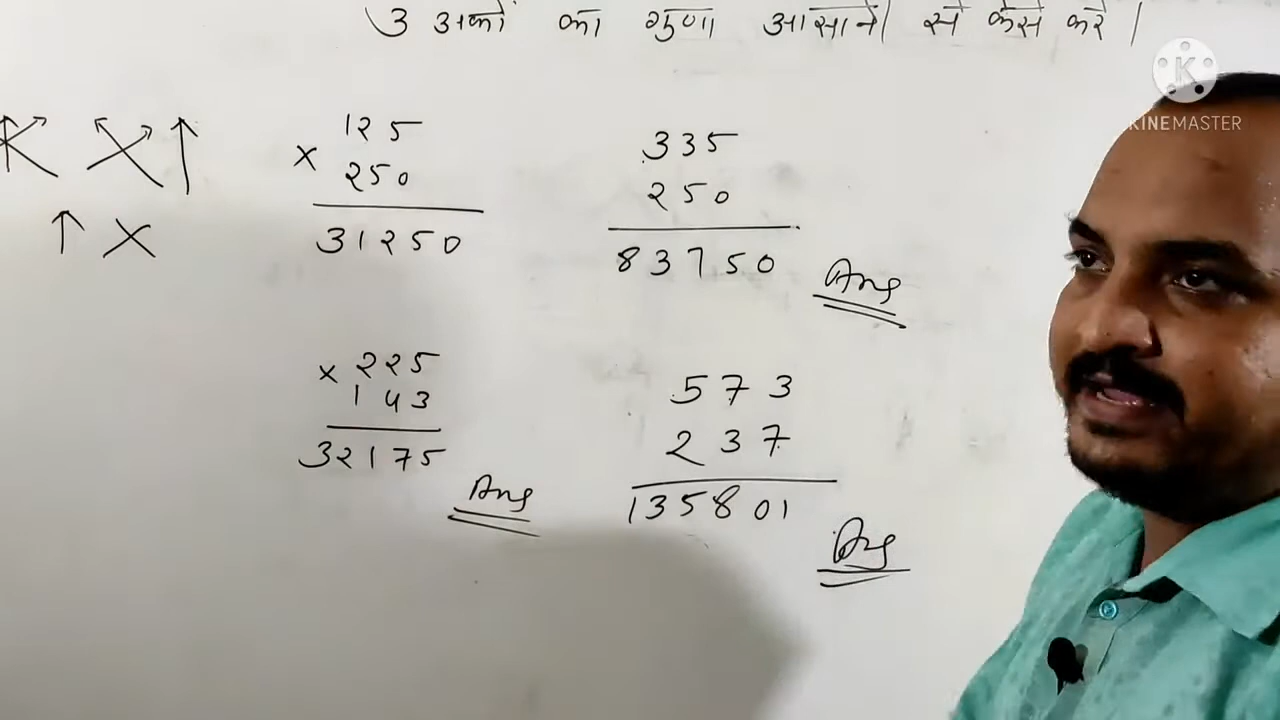 3 अंको का गुणा आसानी से कैसे करे।
K
KINEMASTER
125
× 250
31250
335
250
83750
Ans
× 225
143
32175
Ans
573
237
135801
Ans